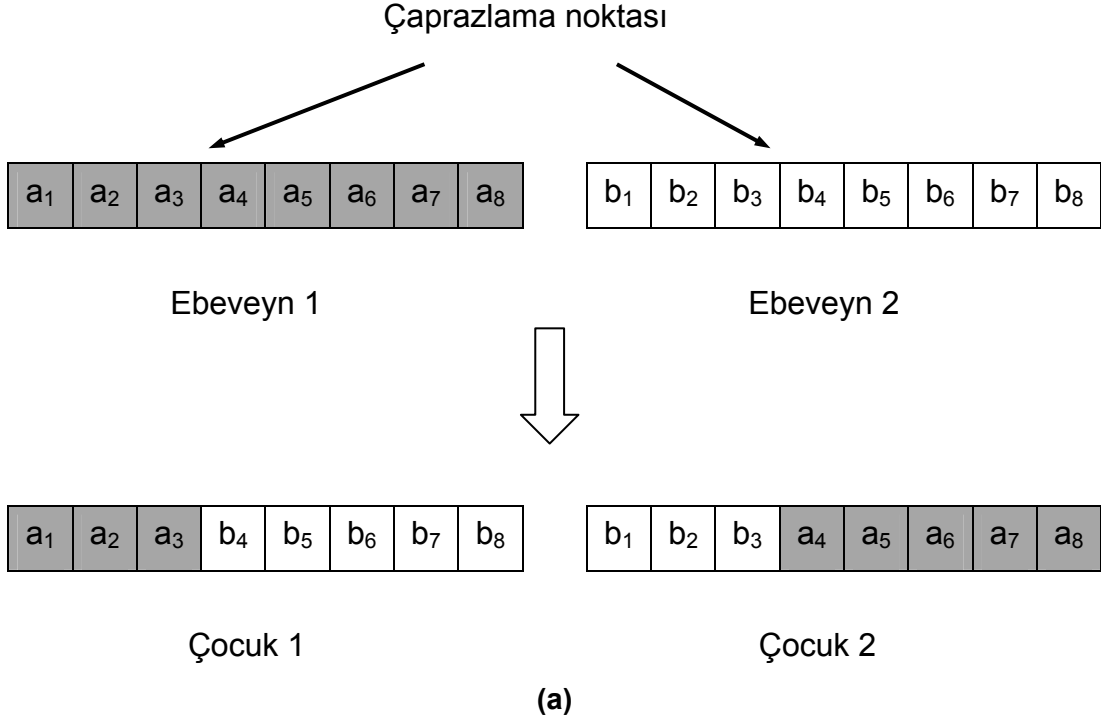 Çaprazlama noktası
a₁ a₂ a₃ a₄ a₅ a₆ a₇ a₈ b₁ b₂ b₃ b₄ b₅ b₆ b₇ b₈
Ebeveyn 1 Ebeveyn 2
a₁ a₂ a₃ b₄ b₅ b₆ b₇ b₈ b₁ b₂ b₃ a₄ a₅ a₆ a₇ a₈
Çocuk 1 Çocuk 2
(a)